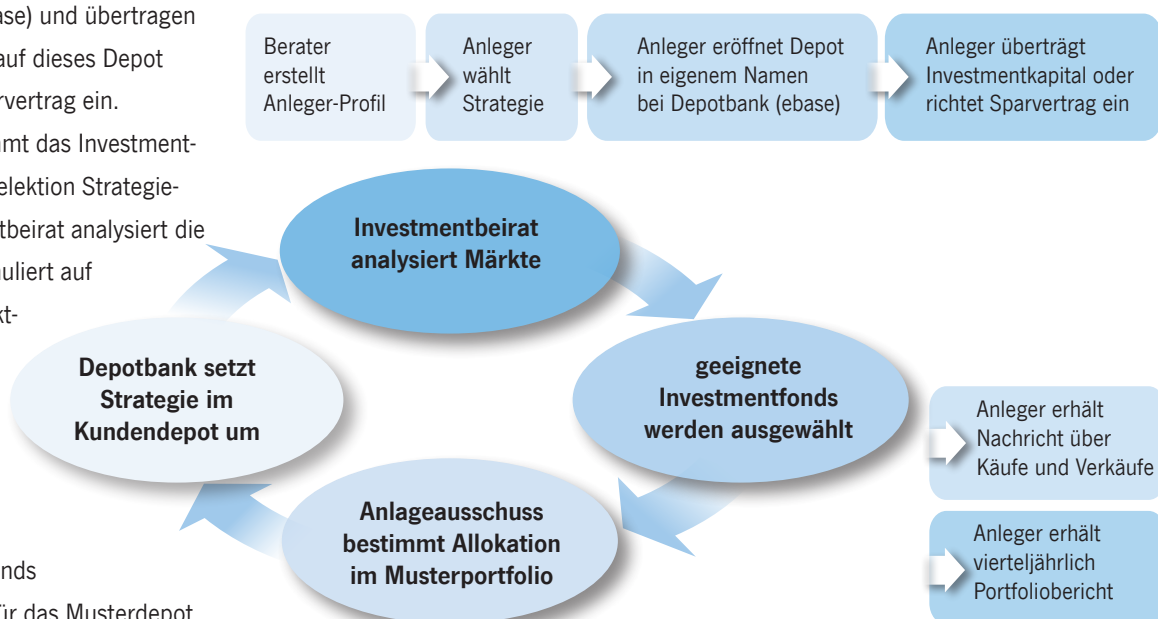 ase) und übertragen
auf dieses Depot
rvertrag ein.
mmt das Investment-
elektion Strategie-
tbeirat analysiert die
nuliert auf
kt-
nds
für das Musterdepot
Berater
erstellt
Anleger-Profil
Anleger
wählt
Strategie
Anleger eröffnet Depot
in eigenem Namen
bei Depotbank (ebase)
Anleger überträgt
Investmentkapital oder
richtet Sparvertrag ein
Investmentbeirat
analysiert Märkte
geeignete
Investmentfonds
werden ausgewählt
Anlageausschuss
bestimmt Allokation
im Musterportfolio
Depotbank setzt
Strategie im
Kundendepot um
Anleger erhält
Nachricht über
Käufe und Verkäufe
Anleger erhält
vierteljährlich
Portfoliobericht